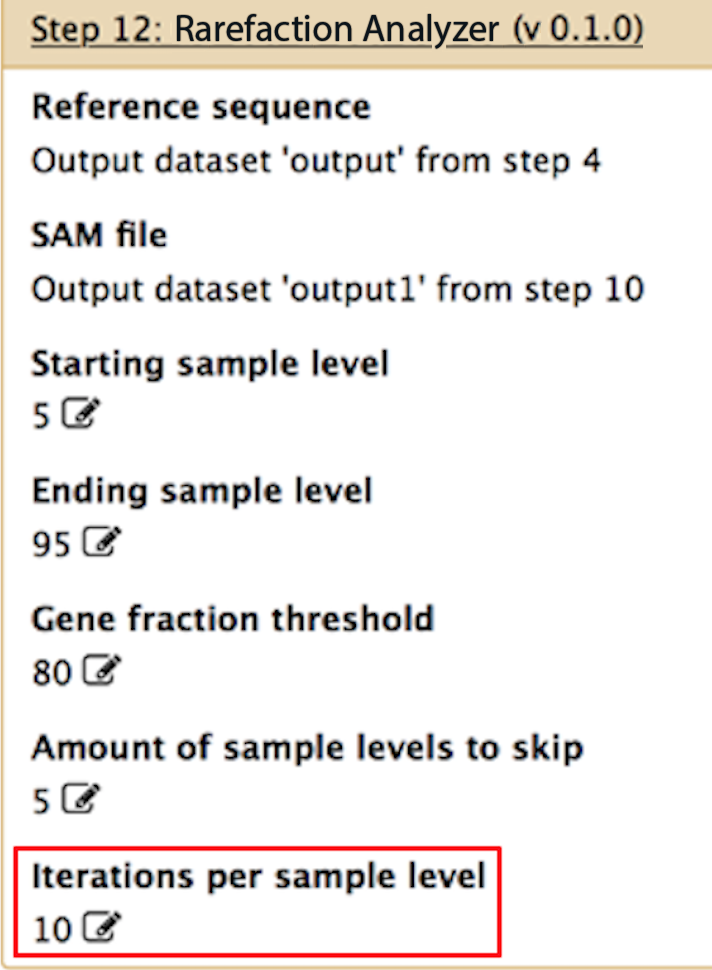 Step 12: Rarefaction Analyzer (v 0.1.0)
Reference sequence
Output dataset 'output' from step 4
SAM file
Output dataset 'output1' from step 10
Starting sample level
5
Ending sample level
95
Gene fraction threshold
80
Amount of sample levels to skip
5
Iterations per sample level
10